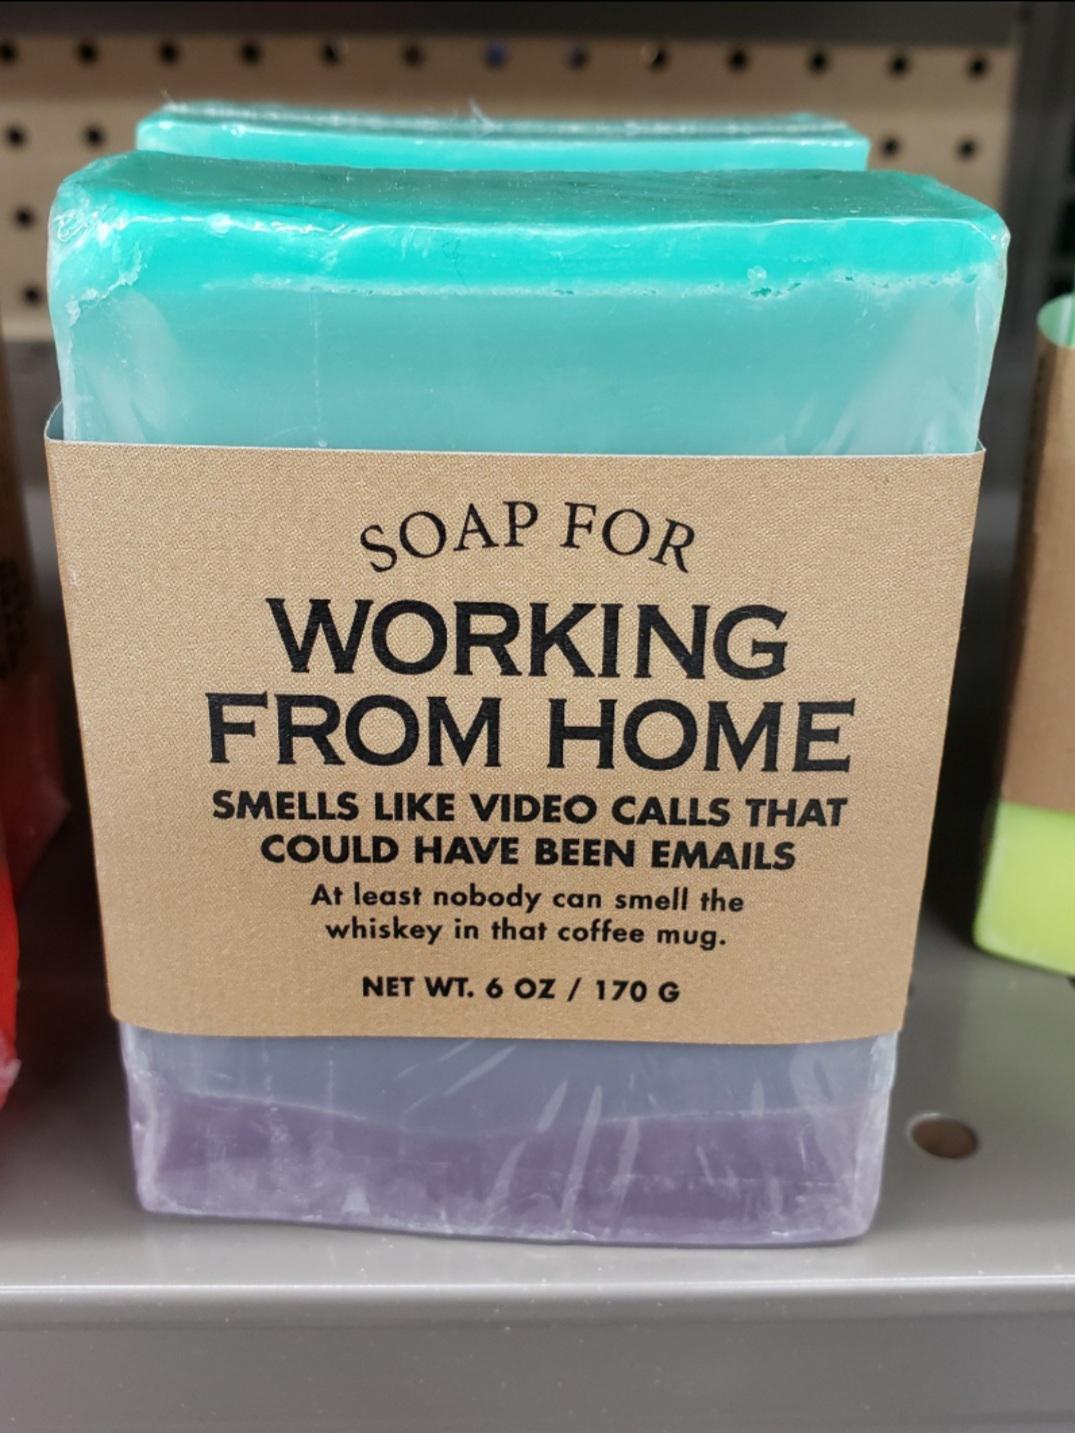 SOAP FOR
WORKING
FROM HOME
SMELLS LIKE VIDEO CALLS THAT
COULD HAVE BEEN EMAILS
At least nobody can smell the
whiskey in that coffee mug.
NET WT. 6 OZ / 170 G